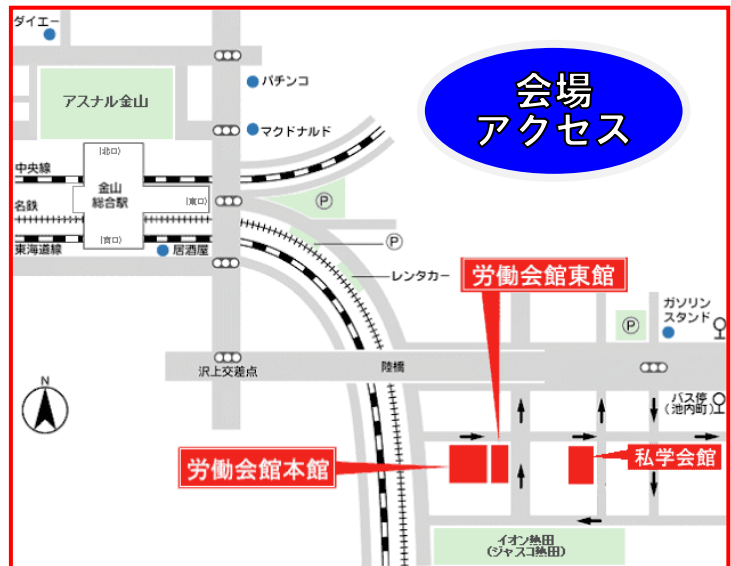 ダイエー
会場
アクセス
パチンコ
アスナル金山
マクドナルド
北口
中央線
金山
総合駅
名鉄
東口
南口
東海道線
居酒屋
P
P
レンタカー
労働会館東館
ガソリン
スタンド
P
沢上交差点
陸橋
N
バス停
(池内町)
労働会館本館
私学会館
イオン熱田
(ジャスコ熱田)